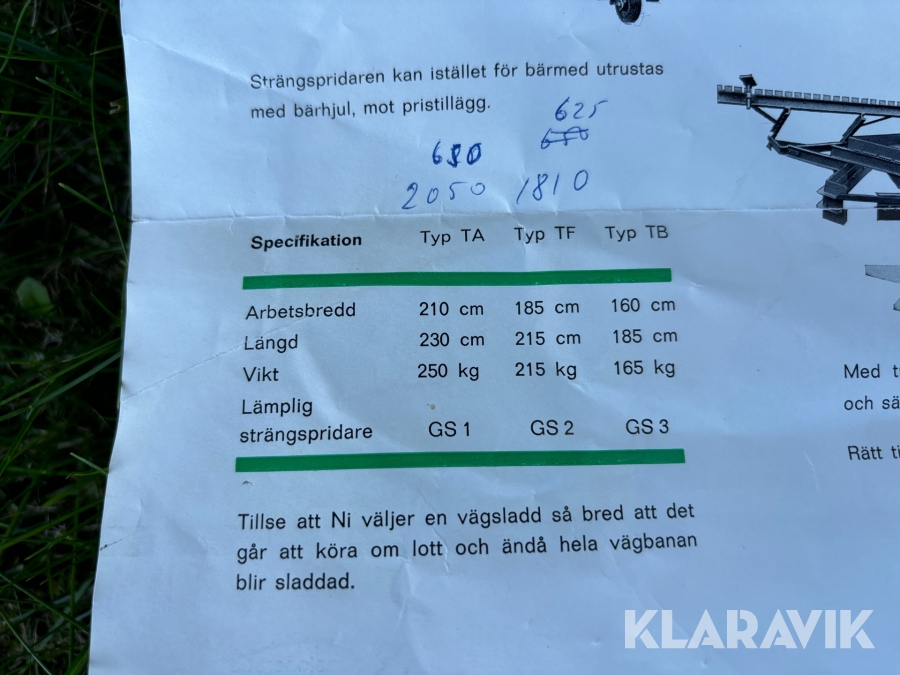 Strängspridaren kan istället för bärmed utrustas
med bärhjul, mot pristillägg.
625
680
650
2050 1810
Specifikation Typ TA Typ TF Typ TB
Arbetsbredd 210 cm 185 cm 160 cm
Längd 230 cm 215 cm 185 cm
Vikt 250 kg 215 kg 165 kg
Lämplig
strängspridare GS 1 GS 2 GS 3
Tillse att Ni väljer en vägsladd så bred att det
går att köra om lott och ändå hela vägbanan
blir sladdad.
Med
och
Rätt
KLARAVIK